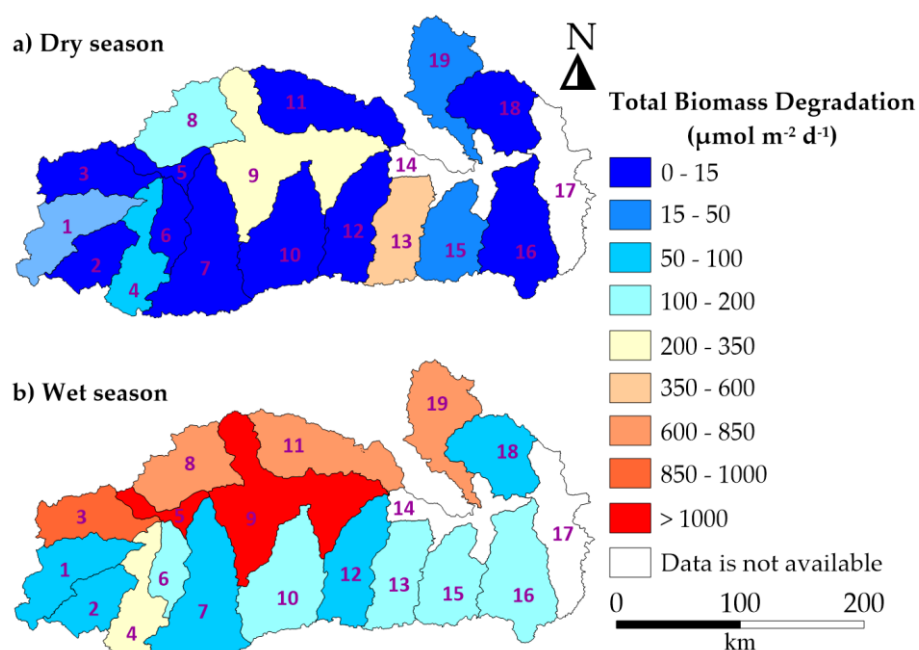 a) Dry season
N
19
18
11
8
17
14
3
5
9
1
6
12
13
15
16
2
7
10
4
b) Wet season
19
11
18
8
3
5
9
14
17
1
6
12
13
15
16
2
7
10
4
Total Biomass Degradation
(µmol m⁻² d⁻¹)
0 - 15
15 - 50
50 - 100
100 - 200
200 - 350
350 - 600
600 - 850
850 - 1000
> 1000
Data is not available
0 100 200
km